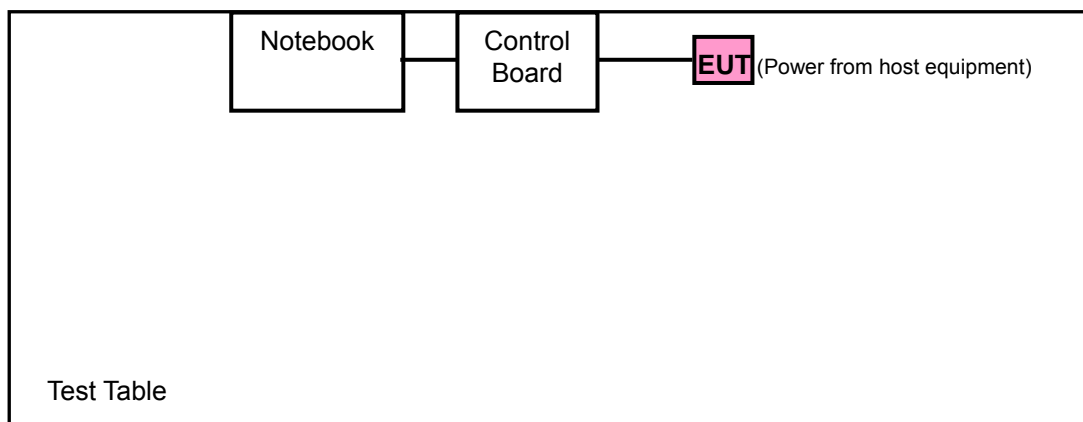 Notebook
Control
Board
EUT (Power from host equipment)
Test Table